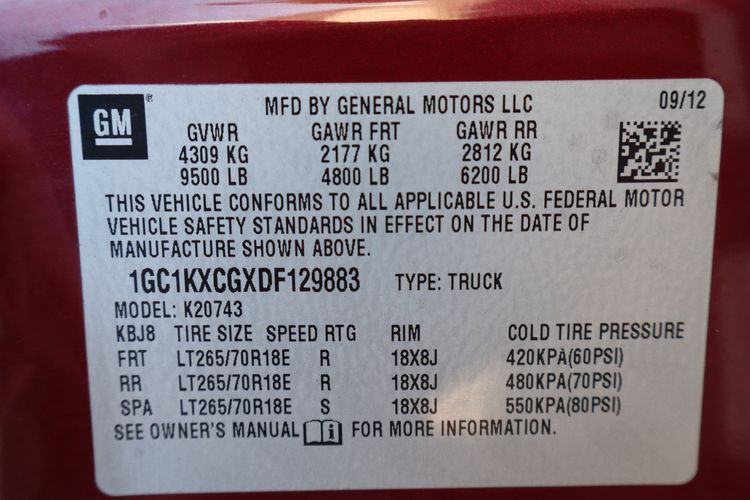 GM® MFD BY GENERAL MOTORS LLC 09/12
GVWR GAWR FRT GAWR RR
4309 KG 2177 KG 2812 KG
9500 LB 4800 LB 6200 LB
THIS VEHICLE CONFORMS TO ALL APPLICABLE U.S. FEDERAL MOTOR
VEHICLE SAFETY STANDARDS IN EFFECT ON THE DATE OF
MANUFACTURE SHOWN ABOVE.
1GC1KXCGXDF129883 TYPE: TRUCK
MODEL: K20743
KBJ8 TIRE SIZE SPEED RTG RIM COLD TIRE PRESSURE
FRT LT265/70R18E R 18X8J 420KPA(60PSI)
RR LT265/70R18E R 18X8J 480KPA(70PSI)
SPA LT265/70R18E S 18X8J 550KPA(80PSI)
SEE OWNER'S MANUAL i FOR MORE INFORMATION.